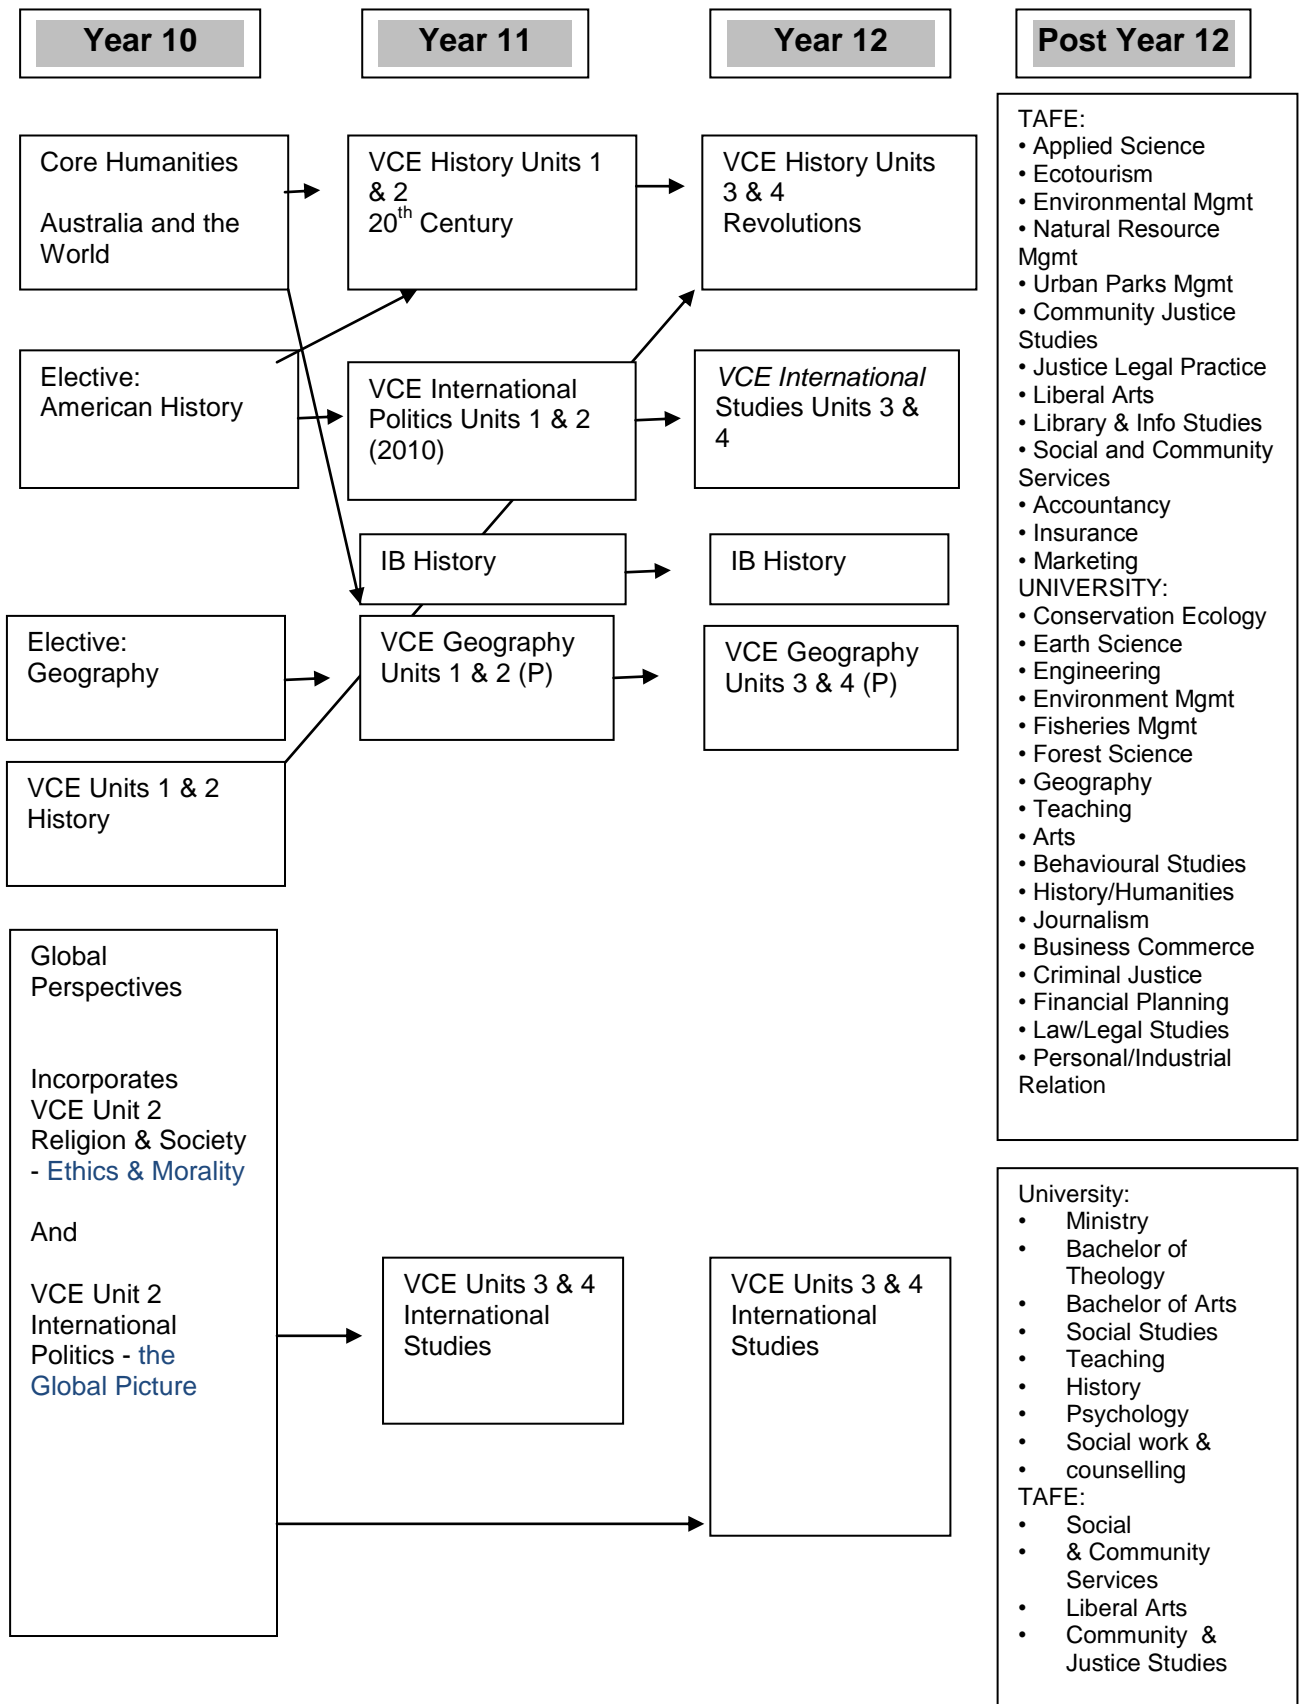 Year 10
Year 11
Year 12
Post Year 12
Core Humanities
Australia and the
World
VCE History Units 1
& 2
20th Century
VCE History Units
3 & 4
Revolutions
Elective:
American History
VCE International
Politics Units 1 & 2
(2010)
VCE International
Studies Units 3 &
4
IB History
IB History
Elective:
Geography
VCE Geography
Units 1 & 2 (P)
VCE Geography
Units 3 & 4 (P)
VCE Units 1 & 2
History
Global
Perspectives
Incorporates
VCE Unit 2
Religion & Society
- Ethics & Morality
And
VCE Unit 2
International
Politics - the
Global Picture
VCE Units 3 & 4
International
Studies
VCE Units 3 & 4
International
Studies
TAFE:
• Applied Science
• Ecotourism
• Environmental Mgmt
• Natural Resource
Mgmt
• Urban Parks Mgmt
• Community Justice
Studies
• Justice Legal Practice
• Liberal Arts
• Library & Info Studies
• Social and Community
Services
• Accountancy
• Insurance
• Marketing
UNIVERSITY:
• Conservation Ecology
• Earth Science
• Engineering
• Environment Mgmt
• Fisheries Mgmt
• Forest Science
• Geography
• Teaching
• Arts
• Behavioural Studies
• History/Humanities
• Journalism
• Business Commerce
• Criminal Justice
• Financial Planning
• Law/Legal Studies
• Personal/Industrial
Relation
University:
• Ministry
• Bachelor of
Theology
• Bachelor of Arts
• Social Studies
• Teaching
• History
• Psychology
• Social work &
• counselling
TAFE:
• Social
• & Community
Services
• Liberal Arts
• Community &
Justice Studies